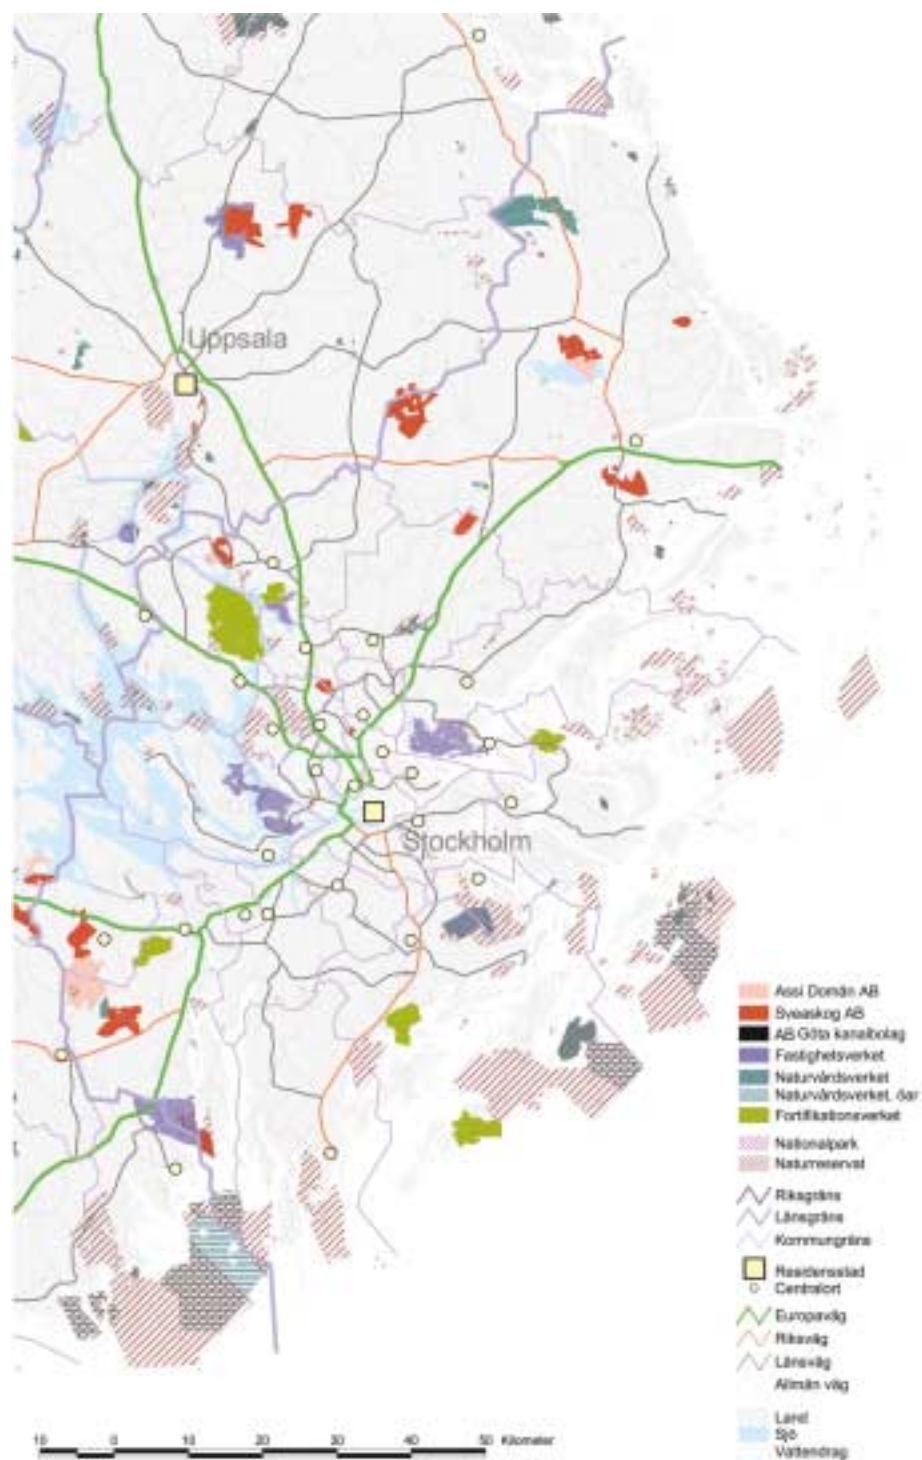 Uppsala
Stockholm
Assi Domän AB
Sveaskog AB
AB Göta kanalbolag
Fastighetsverket
Naturvårdsverket
Naturvårdsverket, öar
Fortifikationsverket
Nationalpark
Naturreservat
Riksgräns
Länsgräns
Kommungräns
Residensstad
Centralort
Europaväg
Riksväg
Länsväg
Allmän väg
Land
Sjö
Vattendrag
10 0 10 20 30 40 50 Kilometer